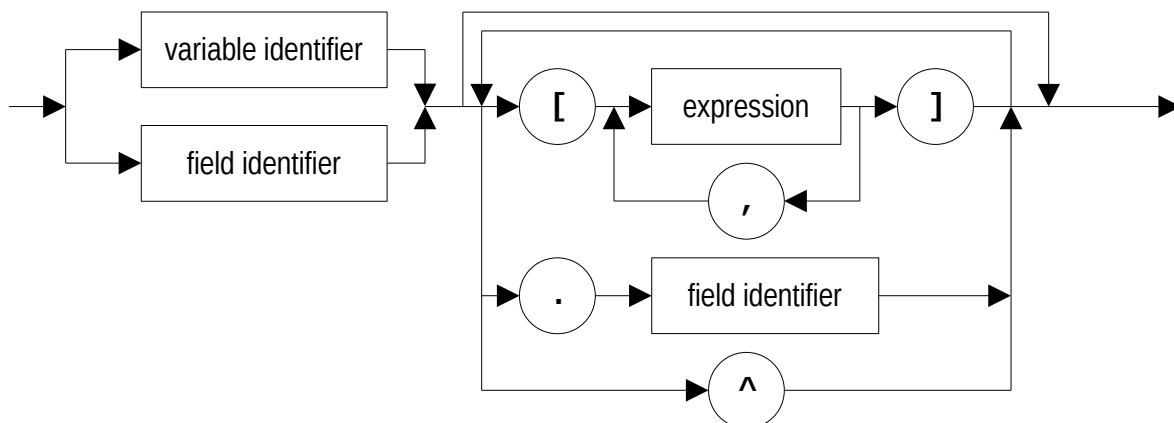 variable identifier
[ expression ]
field identifier
,
. field identifier
^